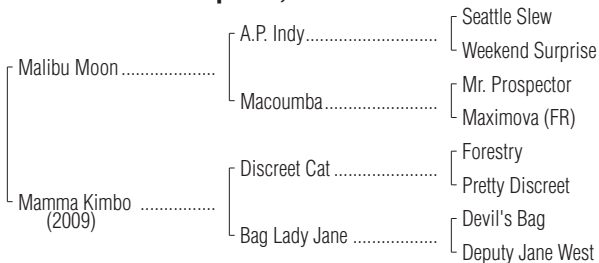 Seattle Slew
A.P. Indy
Weekend Surprise
Malibu Moon
Mr. Prospector
Macoumba
Maximova (FR)
Forestry
Discreet Cat
Pretty Discreet
Mamma Kimbo
(2009)
Devil's Bag
Bag Lady Jane
Deputy Jane West